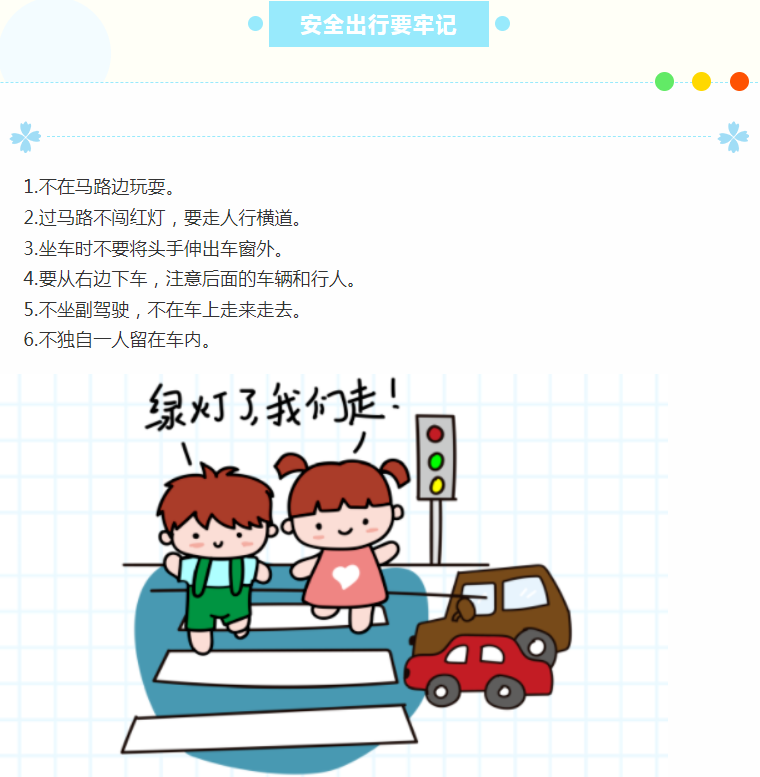 安全出行要牢记
1.不在马路边玩耍。
2.过马路不闯红灯，要走人行横道。
3.坐车时不要将头手伸出车窗外。
4.要从右边下车，注意后面的车辆和行人。
5.不坐副驾驶，不在车上走来走去。
6.不独自一人留在车内。
绿灯了,我们走!